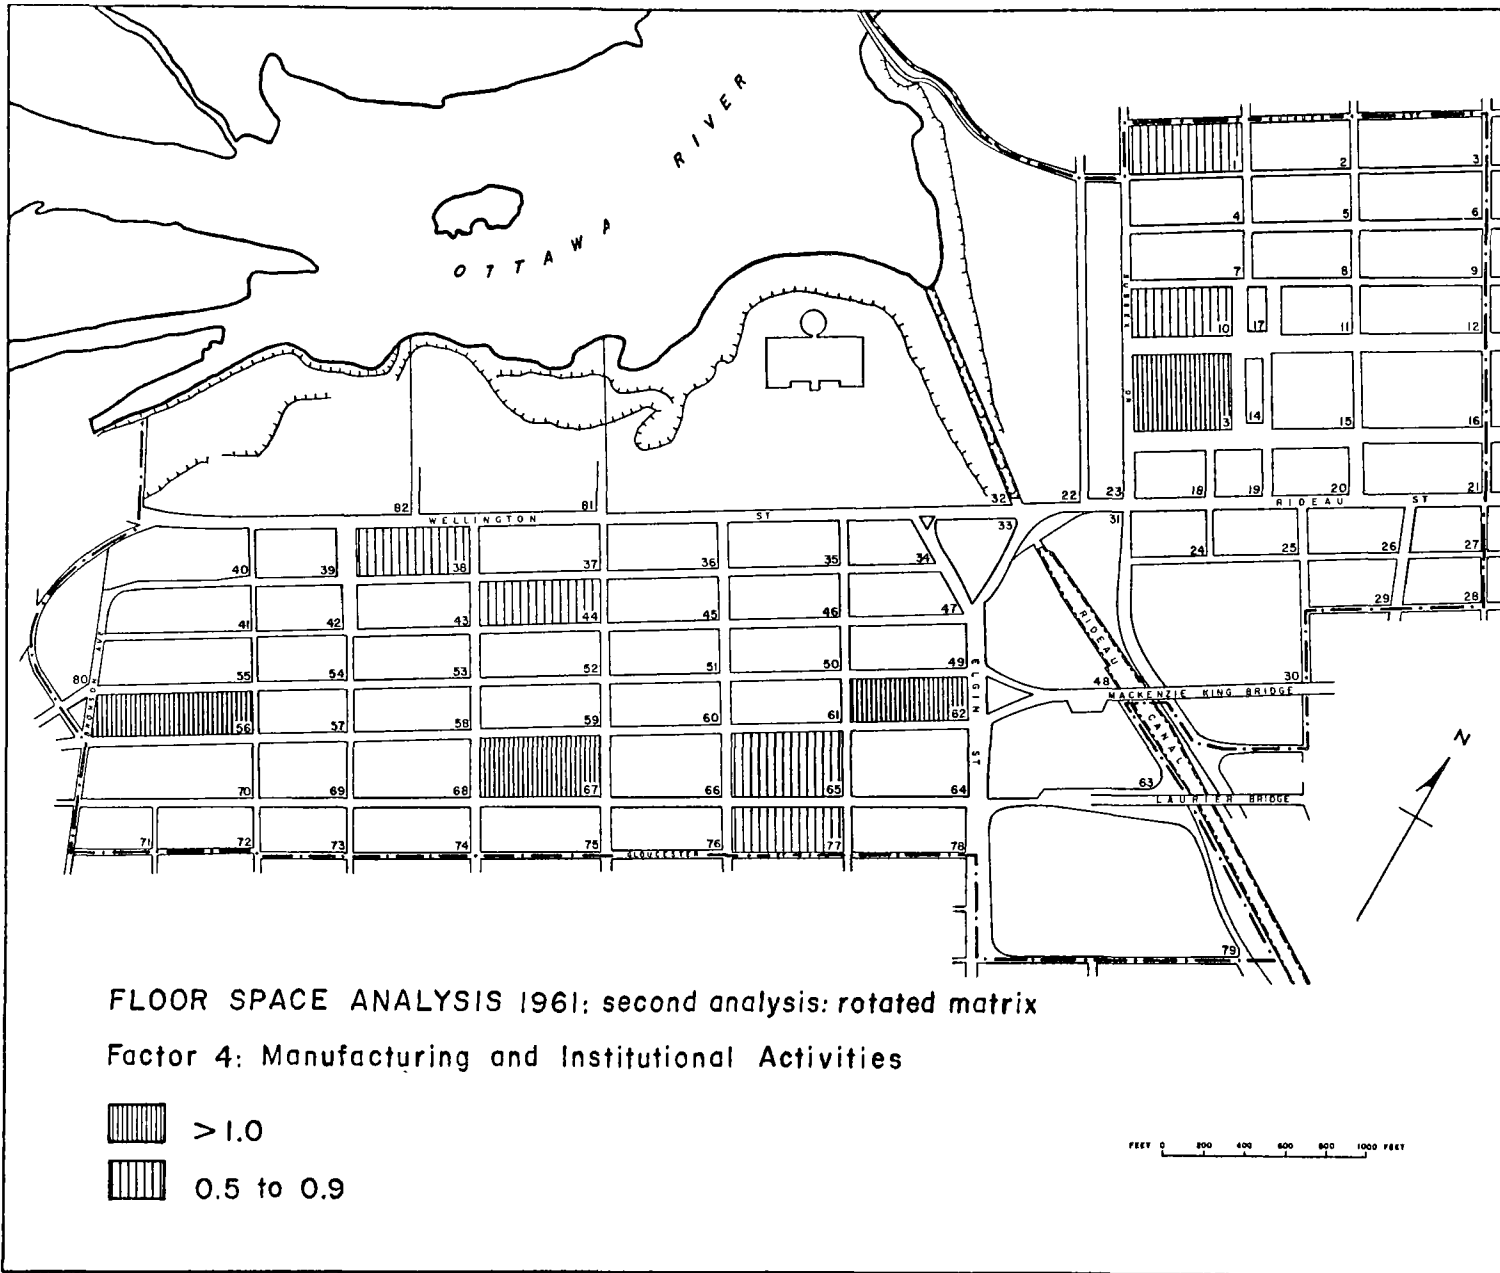 OTTAWA RIVER
SUSSEX
1 2 3
4 5 6
7 8 9
10 17 11 12
3 14 15 16
18 19 20 21
82 81 32 22 23
WELLINGTON ST
RIDEAU ST
40 39 38 37 36 35 34 33 31 24 25 26 27
41 42 43 44 45 46 47 29 28
RIDEAU CANAL
55 54 53 52 51 50 49
ELGIN ST
80 48 30
MACKENZIE KING BRIDGE
56 57 58 59 60 61 62
70 69 68 67 66 65 64 63
LAURIER BRIDGE
71 72 73 74 75 76 77 78
GLOUCESTER ST
79
N
FLOOR SPACE ANALYSIS 1961: second analysis: rotated matrix
Factor 4: Manufacturing and Institutional Activities
>1.0
0.5 to 0.9
FEET 0 200 400 600 800 1000 FEET